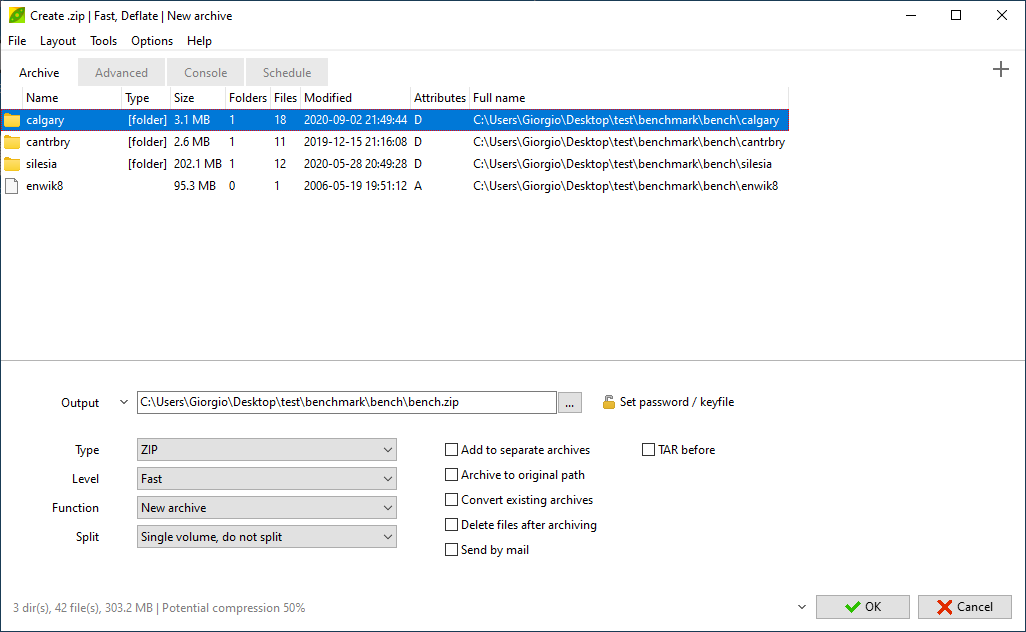 Create .zip | Fast, Deflate | New archive
File Layout Tools Options Help
Archive Advanced Console Schedule
Name Type Size Folders Files Modified Attributes Full name
calgary [folder] 3.1 MB 1 18 2020-09-02 21:49:44 D C:\Users\Giorgio\Desktop\test\benchmark\bench\calgary
cantrbry [folder] 2.6 MB 1 11 2019-12-15 21:16:08 D C:\Users\Giorgio\Desktop\test\benchmark\bench\cantrbry
silesia [folder] 202.1 MB 1 12 2020-05-28 20:49:28 D C:\Users\Giorgio\Desktop\test\benchmark\bench\silesia
enwik8 95.3 MB 0 1 2006-05-19 19:51:12 A C:\Users\Giorgio\Desktop\test\benchmark\bench\enwik8
Output C:\Users\Giorgio\Desktop\test\benchmark\bench\bench.zip ... Set password / keyfile
Type ZIP Add to separate archives TAR before
Level Fast Archive to original path
Function New archive Convert existing archives
Split Single volume, do not split Delete files after archiving
Send by mail
3 dir(s), 42 file(s), 303.2 MB | Potential compression 50% OK Cancel